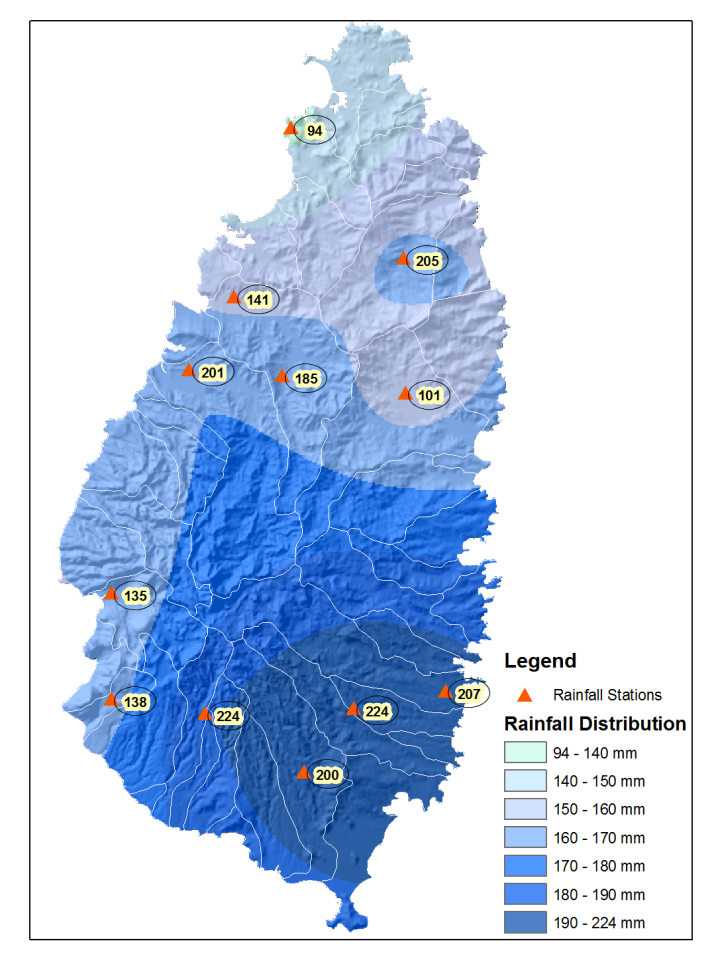 94
205
141
201
185
101
135
138
224
224
207
200
Legend
Rainfall Stations
Rainfall Distribution
94 - 140 mm
140 - 150 mm
150 - 160 mm
160 - 170 mm
170 - 180 mm
180 - 190 mm
190 - 224 mm